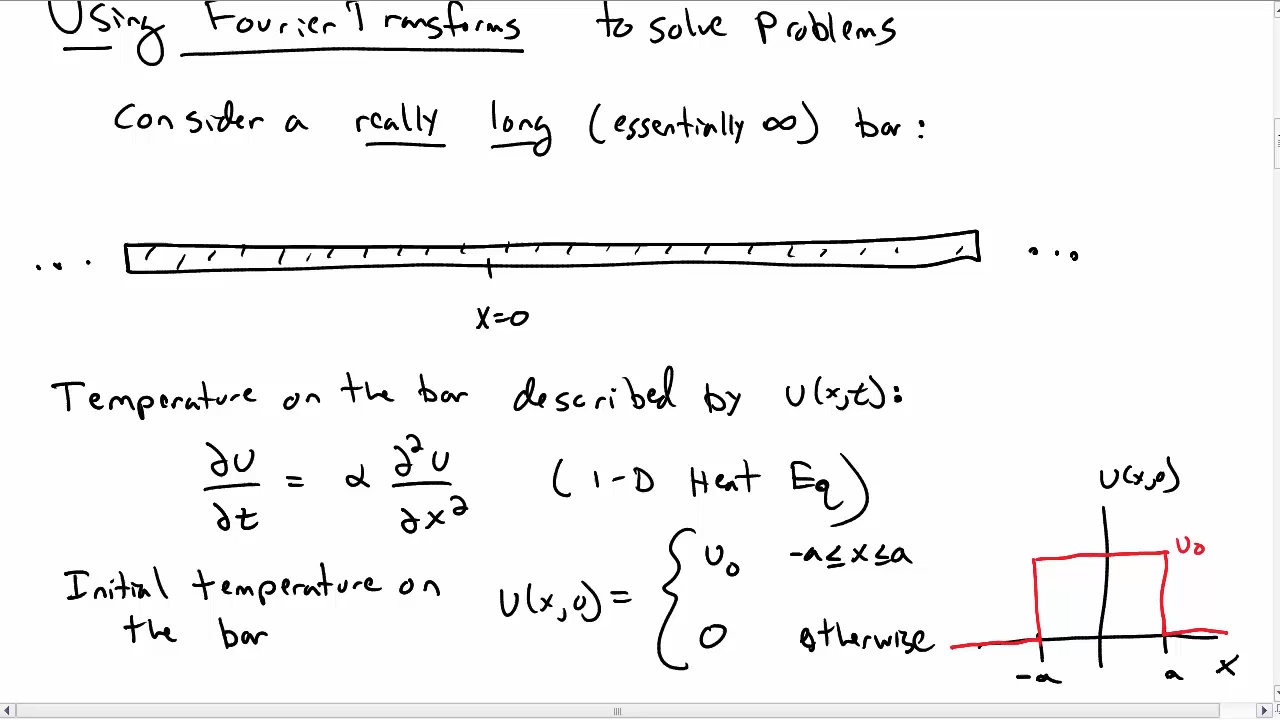 Using Fourier Transforms to solve Problems
Consider a really long (essentially ∞) bar:
... ...
x=0
Temperature on the bar described by U(x,t):
∂U/∂t = α ∂²U/∂x² (1-D Heat Eq)
Initial temperature on the bar U(x,0) = { U₀ -a ≤ x ≤ a
0 otherwise
U(x,0)
U₀
-a a x